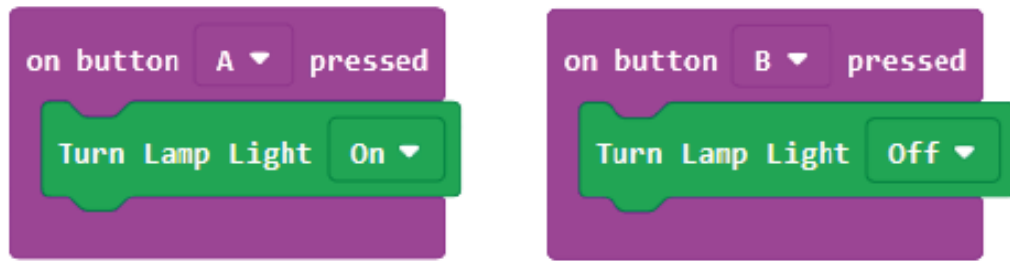 on button A pressed
Turn Lamp Light On
on button B pressed
Turn Lamp Light Off